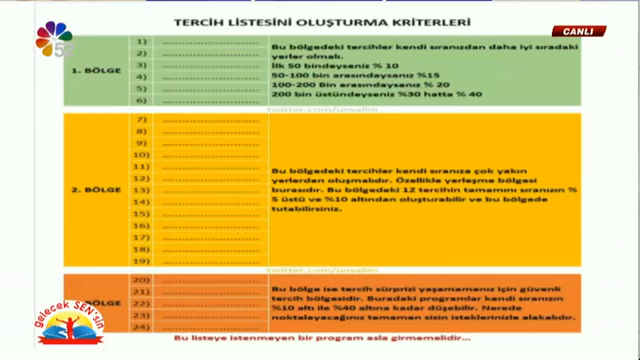 TERCİH LİSTESİNİ OLUŞTURMA KRİTERLERİ
CANLI
52
1. BÖLGE
1) ....................
2) ....................
3) ....................
4) ....................
5) ....................
6) ....................
Bu bölgedeki tercihler kendi sıranızdan daha iyi sıradaki
yerler olmalı.
İlk 50 bindeyseniz % 10
50-100 bin arasındaysanız %15
100-200 Bin arasındaysanız % 20
200 bin üstündeyseniz %30 hatta % 40
twitter.com/unsalim
2. BÖLGE
7) ....................
8) ....................
9) ....................
10) ....................
11) ....................
12) ....................
13) ....................
14) ....................
15) ....................
16) ....................
17) ....................
18) ....................
19) ....................
Bu bölgedeki tercihler kendi sıranıza çok yakın
yerlerden oluşmalıdır. Özellikle yerleşme bölgesi
burasıdır. Bu bölgedeki 12 tercihin tamamını sıranızın %
5 üstü ve %10 altından oluşturabilir ve bu bölgede
tutabilirsiniz.
twitter.com/unsalim
BÖLGE
20) ....................
21) ....................
22) ....................
23) ....................
24) ....................
Bu bölge ise tercih sürprizi yaşamamanız için güvenli
tercih bölgesidir. Buradaki programlar kendi sıranızın
%10 altı ile %40 altına kadar düşebilir. Nerede
noktalayacağınız tamamen sizin isteklerinizle alakalıdır.
Bu listeye istenmeyen bir program asla girmemelidir...
gelecek SEN'sin